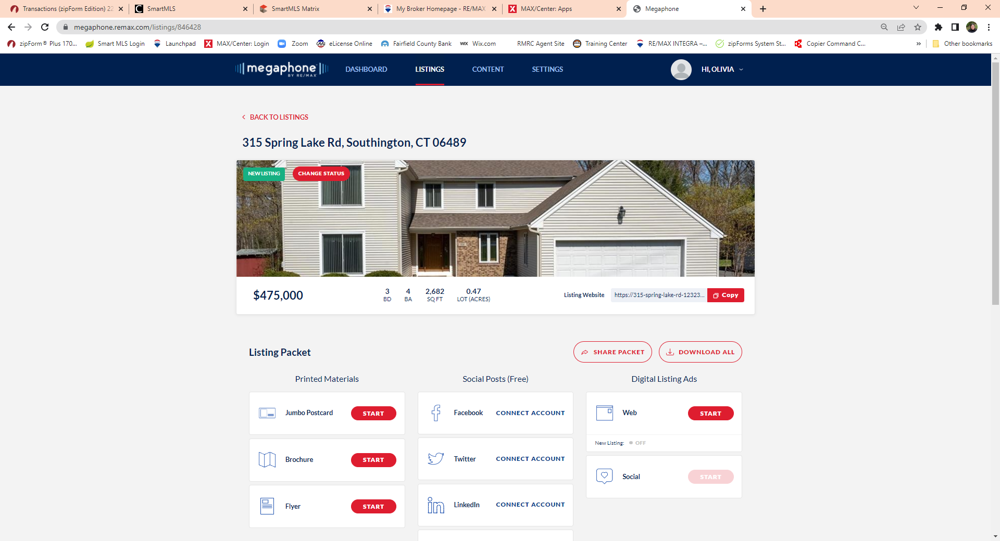 Transactions (zipForm Edition) 22
SmartMLS
SmartMLS Matrix
My Broker Homepage - RE/MAX
MAX/Center: Apps
Megaphone
megaphone.remax.com/listings/846428
zipForm® Plus 170...
Smart MLS Login
Launchpad
MAX/Center: Login
Zoom
eLicense Online
Fairfield County Bank
WIX Wix.com
RMRC Agent Site
Training Center
RE/MAX INTEGRA –...
zipForms System St...
Copier Command C...
»
Other bookmarks
megaphone
BY RE/MAX
DASHBOARD
LISTINGS
CONTENT
SETTINGS
HI, OLIVIA
BACK TO LISTINGS
315 Spring Lake Rd, Southington, CT 06489
NEW LISTING
CHANGE STATUS
$475,000
3 4 2,682 0.47
BD BA SQ FT LOT (ACRES)
Listing Website https://315-spring-lake-rd-12323... Copy
Listing Packet
SHARE PACKET
DOWNLOAD ALL
Printed Materials
Jumbo Postcard START
Brochure START
Flyer START
Social Posts (Free)
Facebook CONNECT ACCOUNT
Twitter CONNECT ACCOUNT
LinkedIn CONNECT ACCOUNT
Digital Listing Ads
Web START
New Listing: OFF
Social START